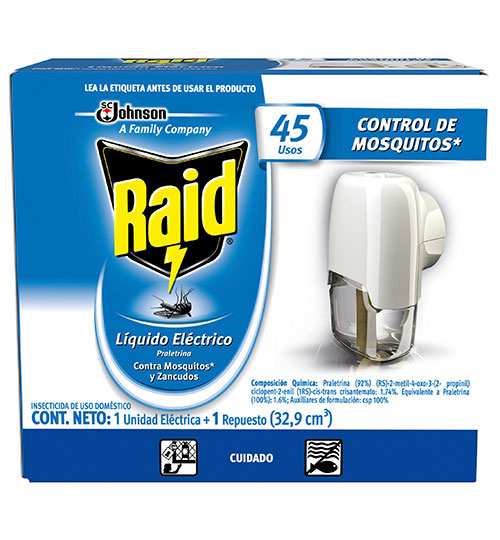 Raid
Líquido Eléctrico
LEA LA ETIQUETA ANTES DE USAR EL PRODUCTO
SC Johnson
A Family Company
45
Usos
CONTROL DE
MOSQUITOS*
Raid®
Líquido Eléctrico
Praletrina
Contra Mosquitos*
y Zancudos
Composición Química: Praletrina (92%) (RS)-2-metil-4-oxo-3-(2- propinil)
ciclopent-2-enil (1RS)-cis-trans crisantemato: 1.74%. Equivalente a Praletrina
(100%): 1.6%; Auxiliares de formulación: csp 100%
INSECTICIDA DE USO DOMÉSTICO
CONT. NETO: 1 Unidad Eléctrica + 1 Repuesto (32,9 cm³)
CUIDADO